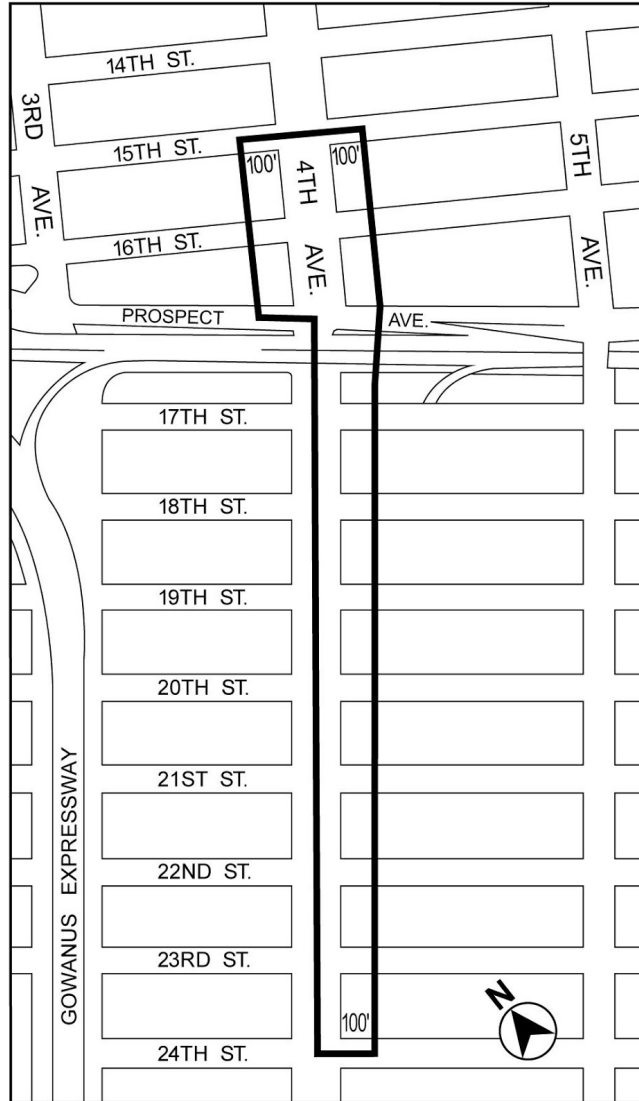 14TH ST.
3RD AVE.
15TH ST.
100'
100'
4TH AVE.
5TH AVE.
16TH ST.
PROSPECT AVE.
17TH ST.
18TH ST.
19TH ST.
20TH ST.
21ST ST.
GOWANUS EXPRESSWAY
22ND ST.
23RD ST.
N
100'
24TH ST.